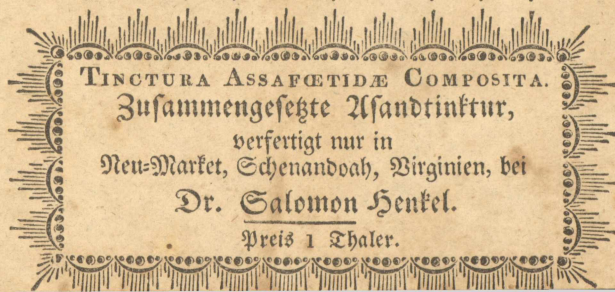 TINCTURA ASSAFŒTIDÆ COMPOSITA.
Zusammengesetzte Asandtinktur,
verfertigt nur in
Neu-Market, Schenandoah, Virginien, bei
Dr. Salomon Henkel.
Preis 1 Thaler.